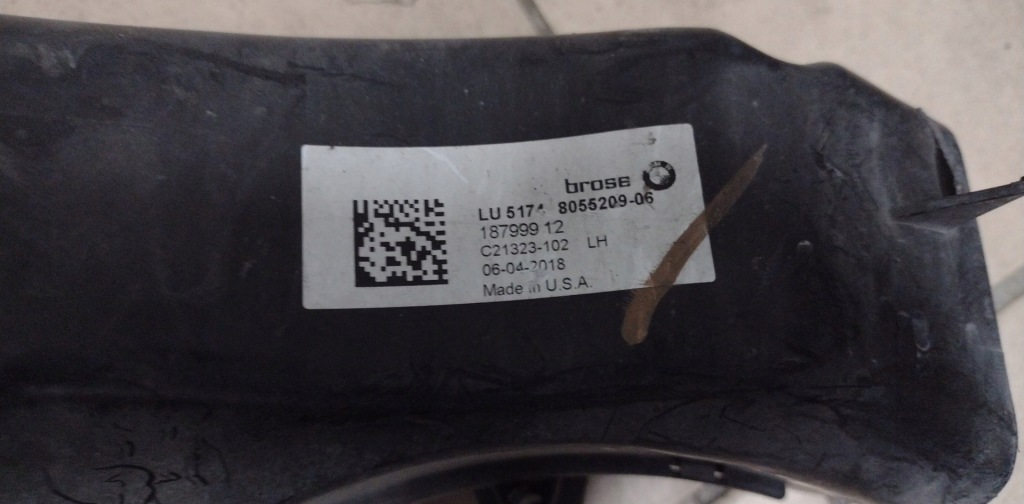 brose
LU 5174 8055209-06
187999 12
C21323-102 LH
06-04-2018
Made in U.S.A.